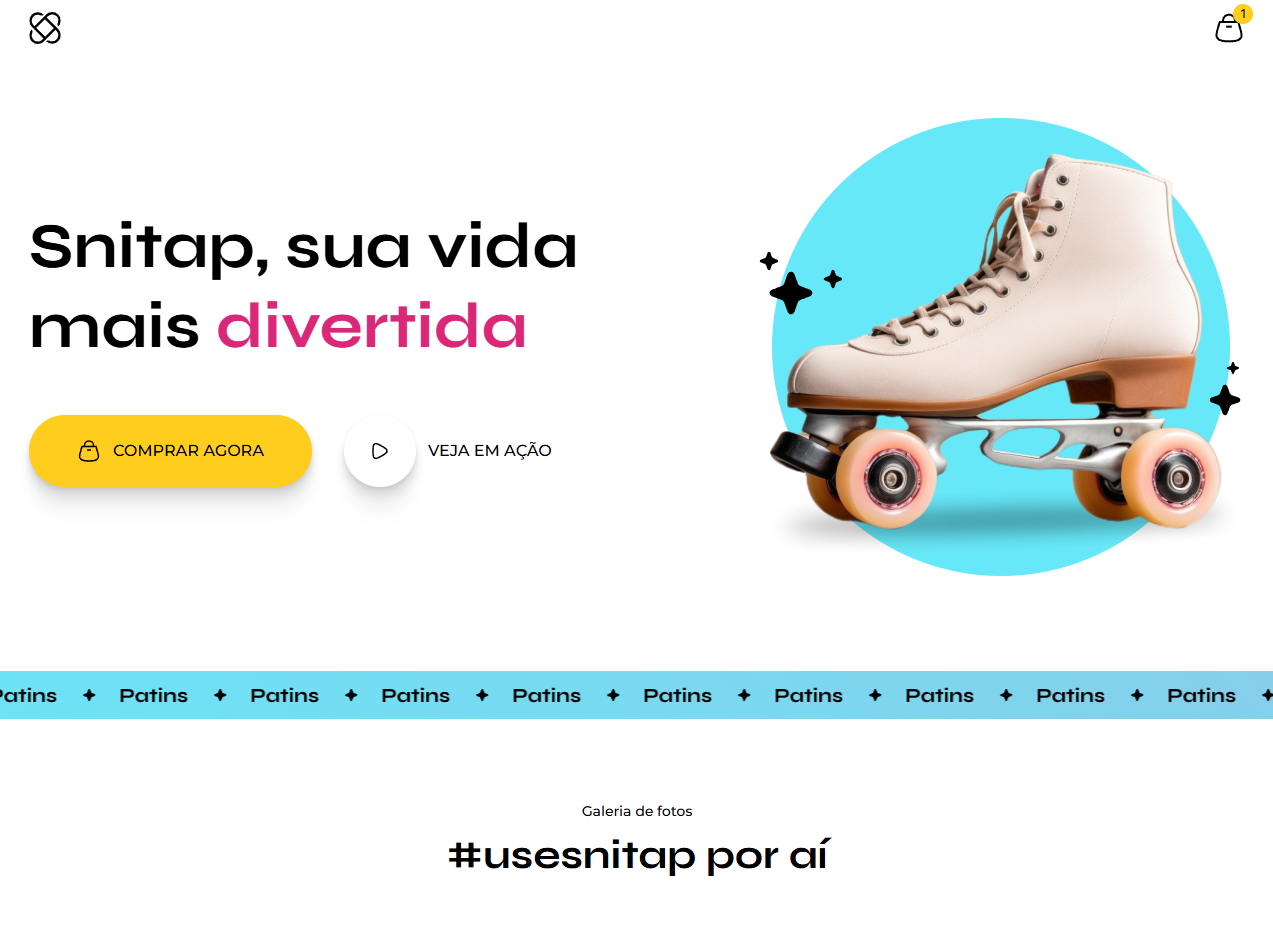 1
Snitap, sua vida
mais divertida
COMPRAR AGORA
VEJA EM AÇÃO
Patins Patins Patins Patins Patins Patins Patins Patins Patins Patins
Galeria de fotos
#usesnitap por aí